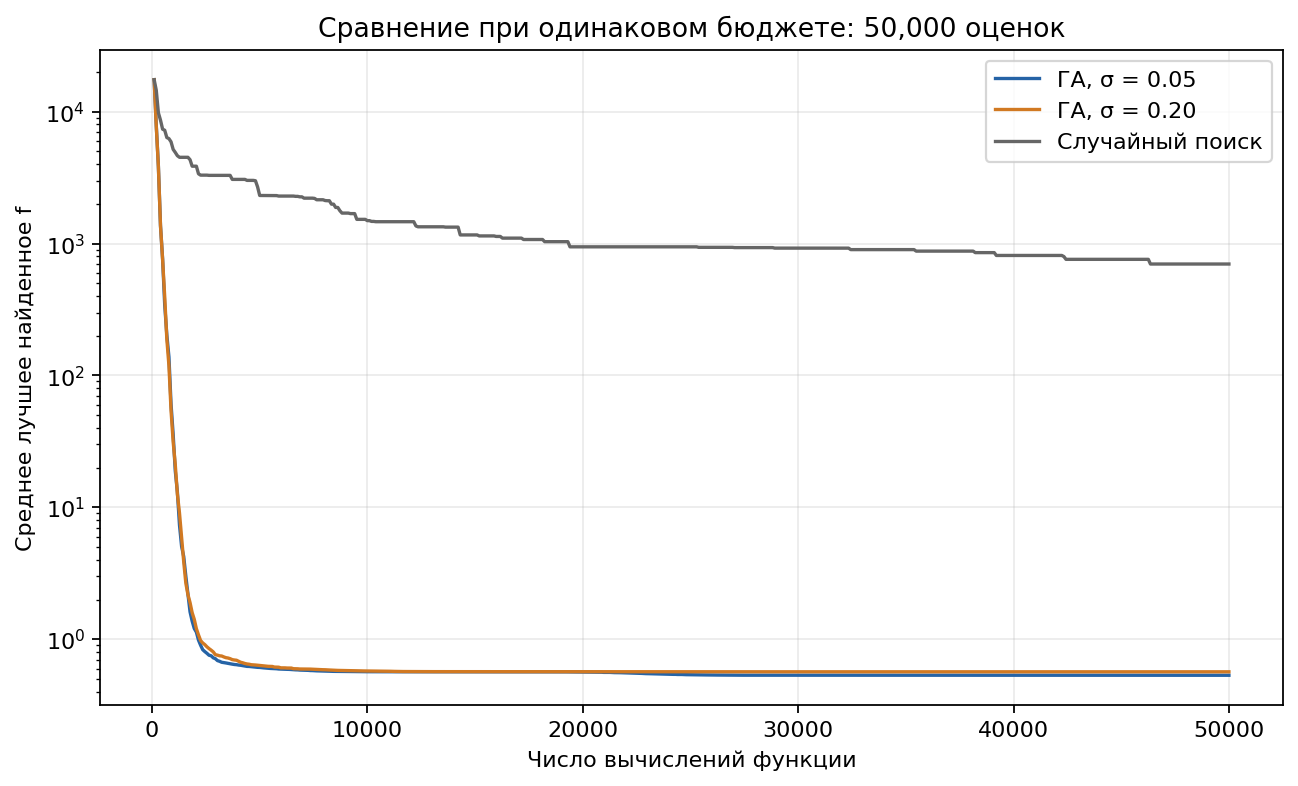 Сравнение при одинаковом бюджете: 50,000 оценок
ГА, σ = 0.05
ГА, σ = 0.20
Случайный поиск
Среднее лучшее найденное f
10⁴
10³
10²
10¹
10⁰
0 10000 20000 30000 40000 50000
Число вычислений функции